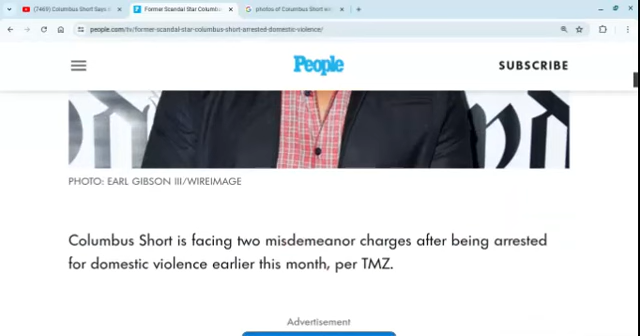 (7469) Columbus Short Says
Former Scandal Star Columb
photos of Columbus Short wi
people.com/tv/former-scandal-star-columbus-short-arrested-domestic-violence/
People
SUBSCRIBE
PHOTO: EARL GIBSON III/WIREIMAGE
Columbus Short is facing two misdemeanor charges after being arrested
for domestic violence earlier this month, per TMZ.
Advertisement